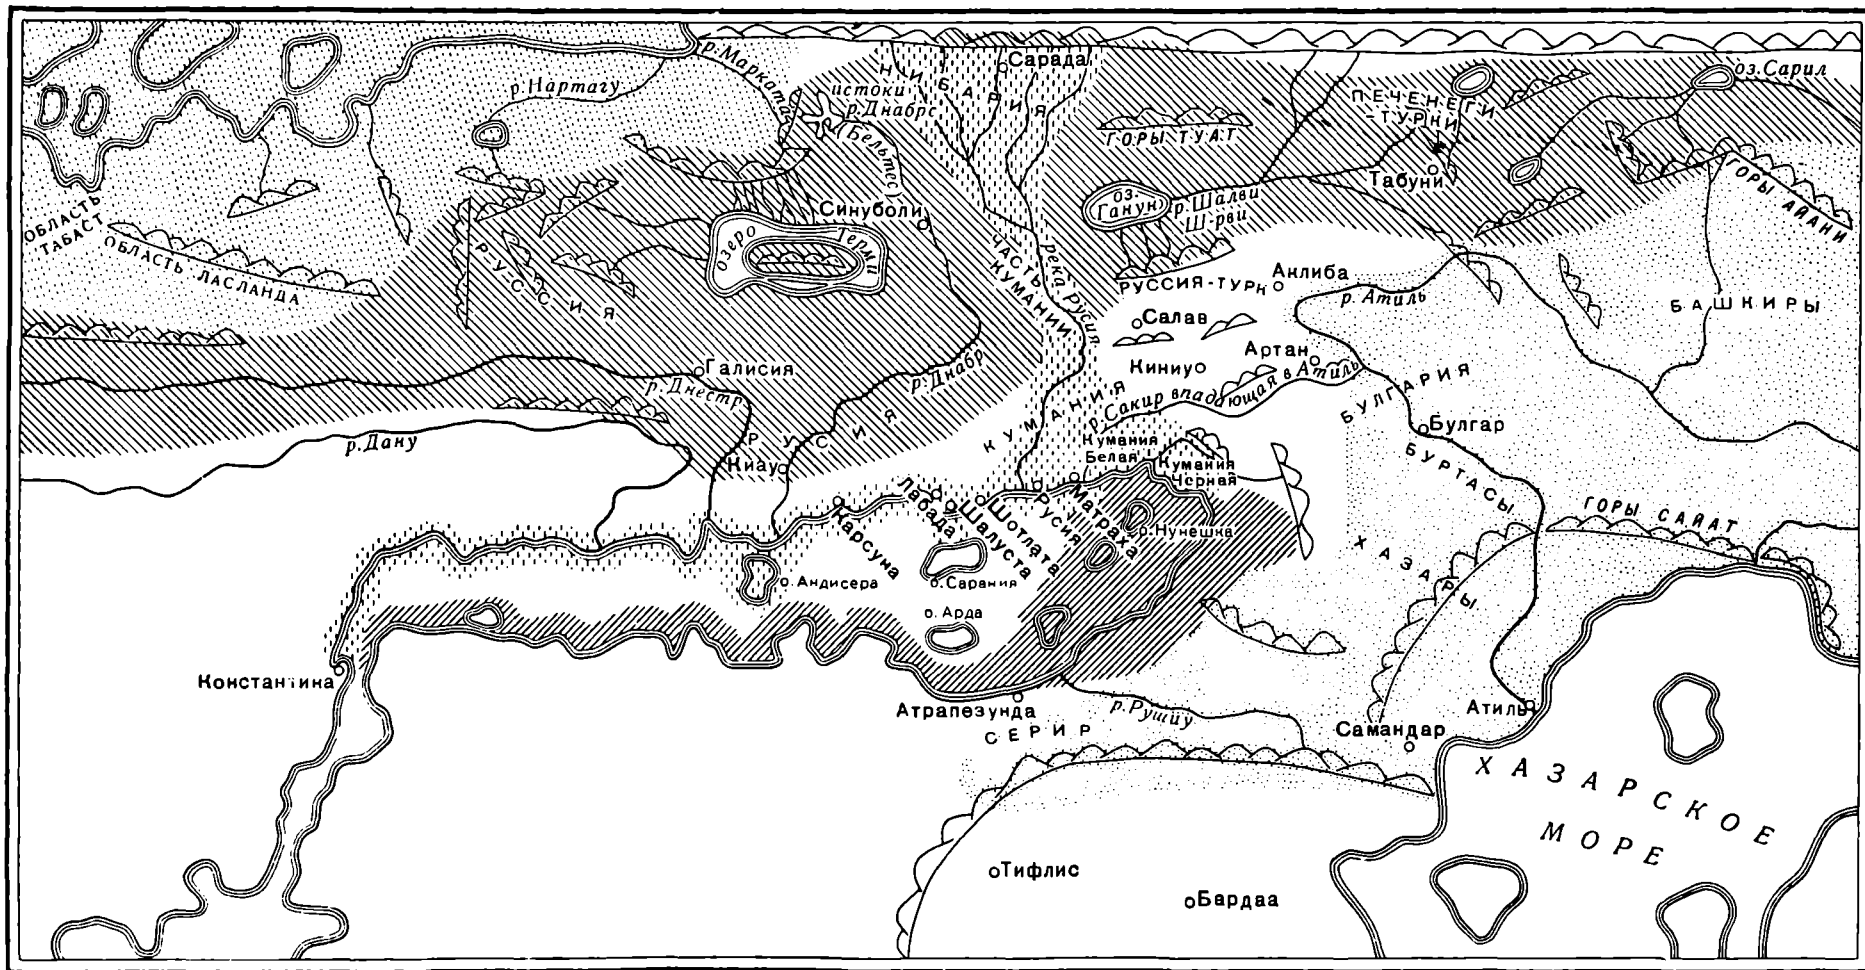 р. Марката
НИБАРИЯ
Сарада
оз. Сарил
р. Нартагу
истоки
р. Днабрс
(Бельтес)
ПЕЧЕНЕГИ
-ТУРКИ
ГОРЫ ТУАТ
Табуни
ГОРЫ АЙАНИ
оз.
Ганун
р. Шалви
Ш-рви
ОБЛАСТЬ
ТАБАСТ
ОБЛАСТЬ ЛАСЛАНДА
РУССИЯ
Синуболи
озеро Терми
ЧАСТЬ
КУМАНИИ
река Русия
РУССИЯ-ТУРК
Аклиба
р. Атиль
БАШКИРЫ
Салав
Галисия
р. Днестр
р. Днабр
Киниу
Артан
р. Сакир впадающая в Атиль
БУЛГАРИЯ
Булгар
БУРТАСЫ
р. Дану
РУСИЯ
Киау
КУМАНИЯ
Кумания
Белая
Кумания
Черная
Карсуна
Лабада
Шалуста
Шотлата
Русия
Матраха
о. Нунешка
ГОРЫ САЙАТ
ХАЗАРЫ
о. Андисера
о. Сарания
о. Арда
Константина
Атрапезунда
р. Рушиу
СЕРИР
Самандар
Атиль
ХАЗАРСКОЕ
МОРЕ
Тифлис
Бардаа